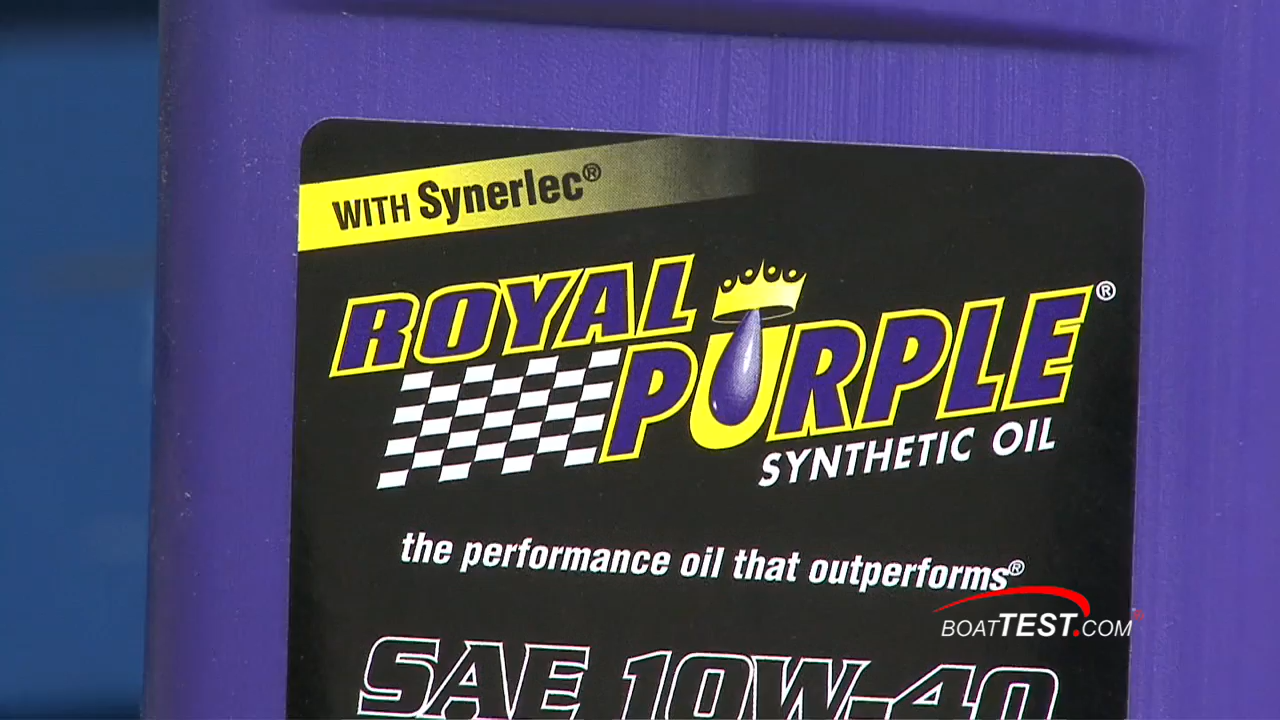 WITH Synerlec®
ROYAL
PURPLE®
SYNTHETIC OIL
the performance oil that outperforms®
BOATTEST.COM
SAE 10W-40